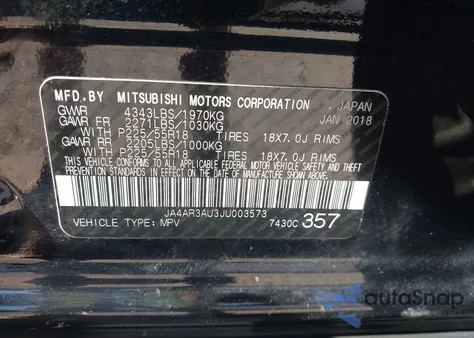 MFD.BY MITSUBISHI MOTORS CORPORATION , JAPAN
GVWR 4343LBS/1970KG JAN 2018
GAWR FR 2271LBS/1030KG
WITH P225/55R18 TIRES 18X7.0J RIMS
GAWR RR 2205LBS/1000KG
WITH P225/55R18 TIRES 18X7.0J RIMS
THIS VEHICLE CONFORMS TO ALL APPLICABLE FEDERAL MOTOR VEHICLE SAFETY, BUMPER AND THEFT
PREVENTION STANDARDS IN EFFECT ON THE DATE OF MANUFACTURE SHOWN ABOVE.
JA4AR3AU3JU003573
VEHICLE TYPE: MPV 7430C 357
autoSnap